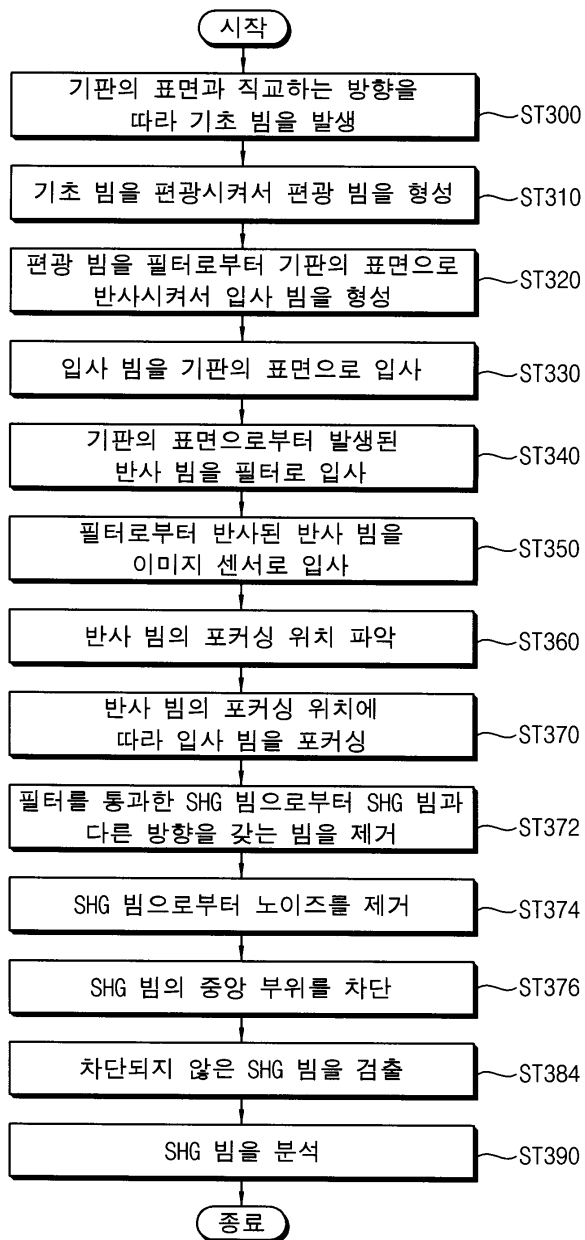 시작
기판의 표면과 직교하는 방향을
따라 기초 빔을 발생
ST300
기초 빔을 편광시켜서 편광 빔을 형성
ST310
편광 빔을 필터로부터 기판의 표면으로
반사시켜서 입사 빔을 형성
ST320
입사 빔을 기판의 표면으로 입사
ST330
기판의 표면으로부터 발생된
반사 빔을 필터로 입사
ST340
필터로부터 반사된 반사 빔을
이미지 센서로 입사
ST350
반사 빔의 포커싱 위치 파악
ST360
반사 빔의 포커싱 위치에
따라 입사 빔을 포커싱
ST370
필터를 통과한 SHG 빔으로부터 SHG 빔과
다른 방향을 갖는 빔을 제거
ST372
SHG 빔으로부터 노이즈를 제거
ST374
SHG 빔의 중앙 부위를 차단
ST376
차단되지 않은 SHG 빔을 검출
ST384
SHG 빔을 분석
ST390
종료